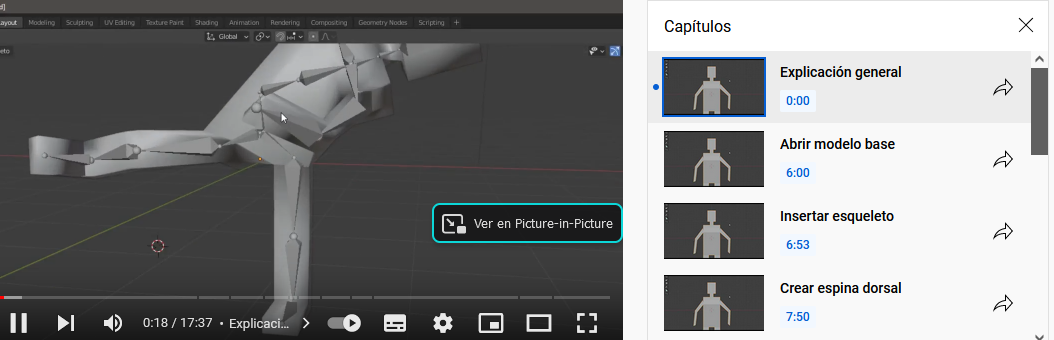 d]
Layout Modeling Sculpting UV Editing Texture Paint Shading Animation Rendering Compositing Geometry Nodes Scripting +
Global
eto
Ver en Picture-in-Picture
0:18 / 17:37 • Explicaci...
Capítulos
Explicación general
0:00
Abrir modelo base
6:00
Insertar esqueleto
6:53
Crear espina dorsal
7:50